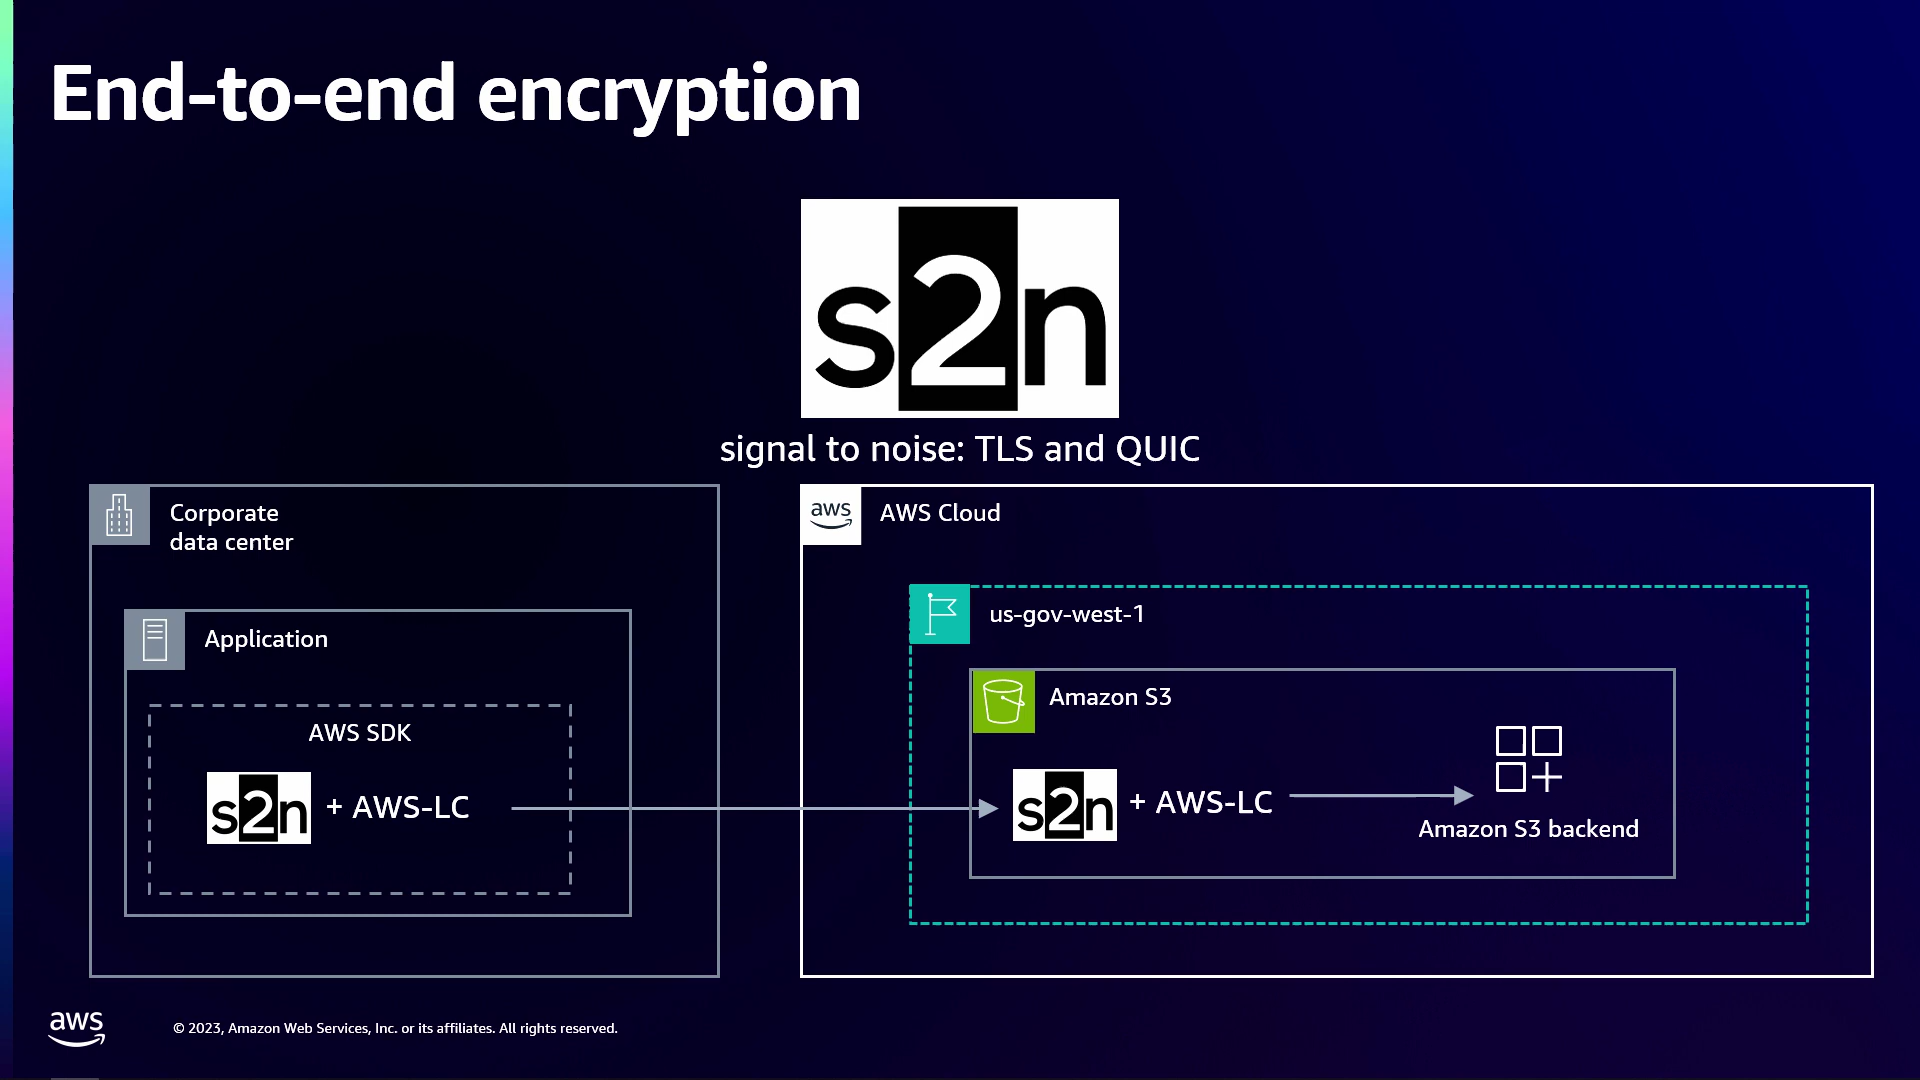 End-to-end encryption
s2n
signal to noise: TLS and QUIC
Corporate
data center
Application
AWS SDK
s2n + AWS-LC
aws
AWS Cloud
us-gov-west-1
Amazon S3
s2n + AWS-LC
Amazon S3 backend
aws
© 2023, Amazon Web Services, Inc. or its affiliates. All rights reserved.